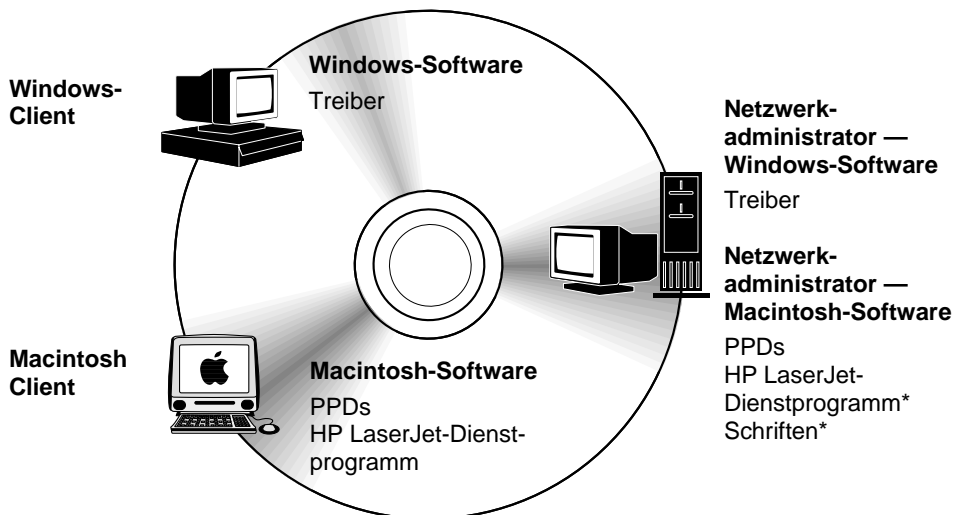 Windows-
Client
Windows-Software
Treiber
Netzwerk-
administrator —
Windows-Software
Treiber
Netzwerk-
administrator —
Macintosh-Software
PPDs
HP LaserJet-
Dienstprogramm*
Schriften*
Macintosh
Client
Macintosh-Software
PPDs
HP LaserJet-Dienst-
programm